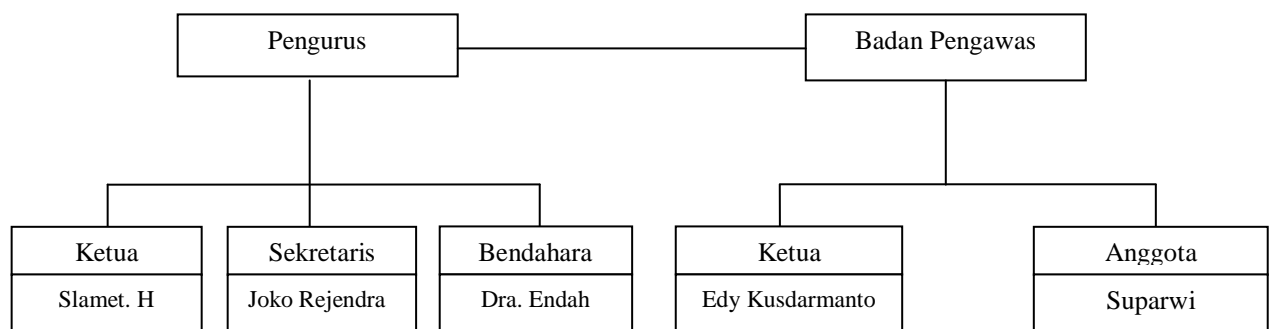 Pengurus
Badan Pengawas
Ketua
Sekretaris
Bendahara
Ketua
Anggota
Slamet. H
Joko Rejendra
Dra. Endah
Edy Kusdarmanto
Suparwi